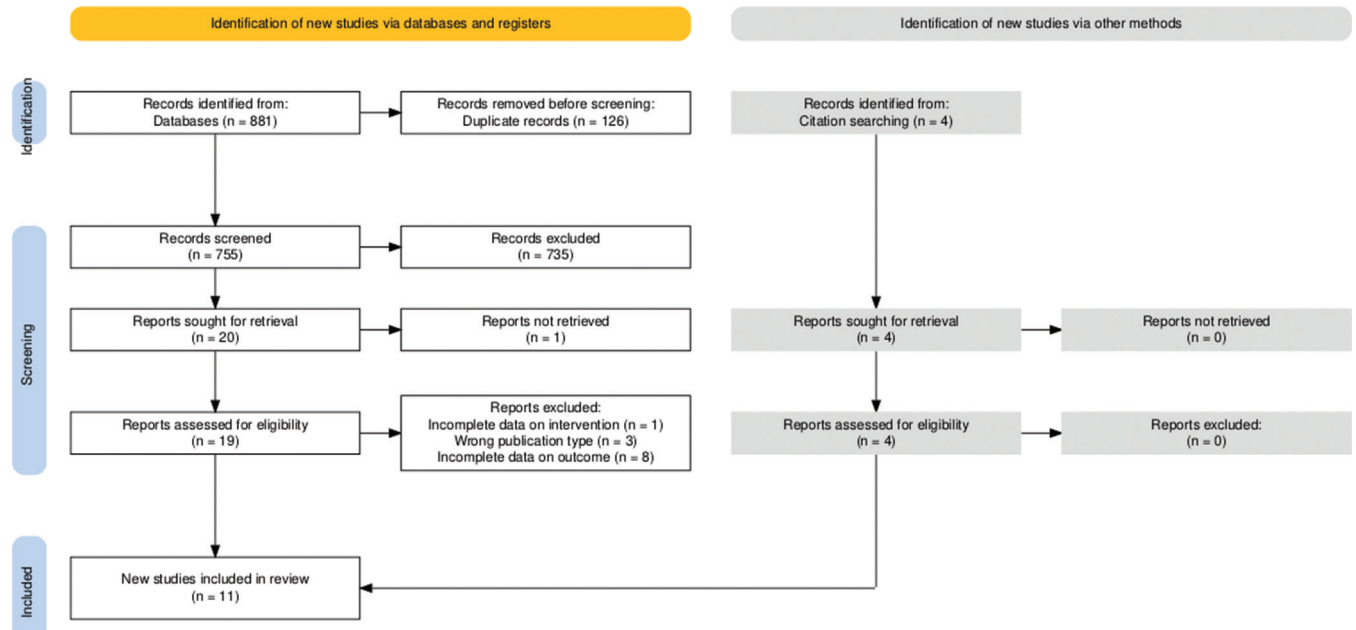 Identification of new studies via databases and registers
Identification of new studies via other methods
Identification
Records identified from:
Databases (n = 881)
Records removed before screening:
Duplicate records (n = 126)
Records identified from:
Citation searching (n = 4)
Screening
Records screened
(n = 755)
Records excluded
(n = 735)
Reports sought for retrieval
(n = 20)
Reports not retrieved
(n = 1)
Reports sought for retrieval
(n = 4)
Reports not retrieved
(n = 0)
Reports assessed for eligibility
(n = 19)
Reports excluded:
Incomplete data on intervention (n = 1)
Wrong publication type (n = 3)
Incomplete data on outcome (n = 8)
Reports assessed for eligibility
(n = 4)
Reports excluded:
(n = 0)
Included
New studies included in review
(n = 11)